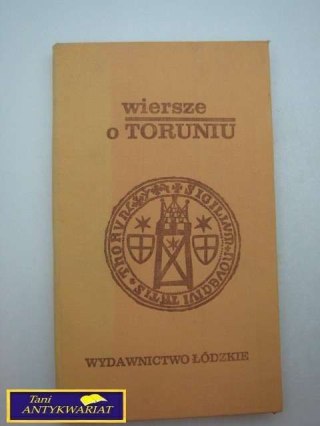 wiersze
o TORUNIU
WYDAWNICTWO ŁÓDZKIE
Tani
ANTYKWARIAT